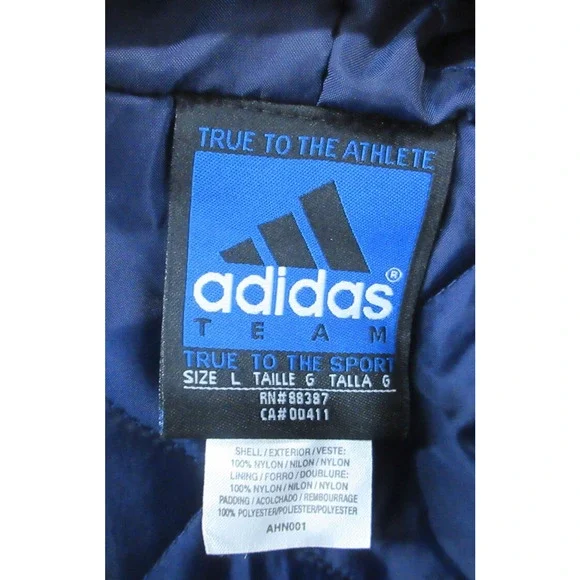 TRUE TO THE ATHLETE
adidas®
TEAM
TRUE TO THE SPORT
SIZE L TAILLE G TALLA G
RN#88387
CA#00411
SHELL/EXTERIOR/VESTE:
100% NYLON/NILON/NYLON
LINING/FORRO/DOUBLURE:
100% NYLON/NILON/NYLON
PADDING/ACOLCHADO/REMBOURRAGE
100% POLYESTER/POLIESTER/POLYESTER
AHN001